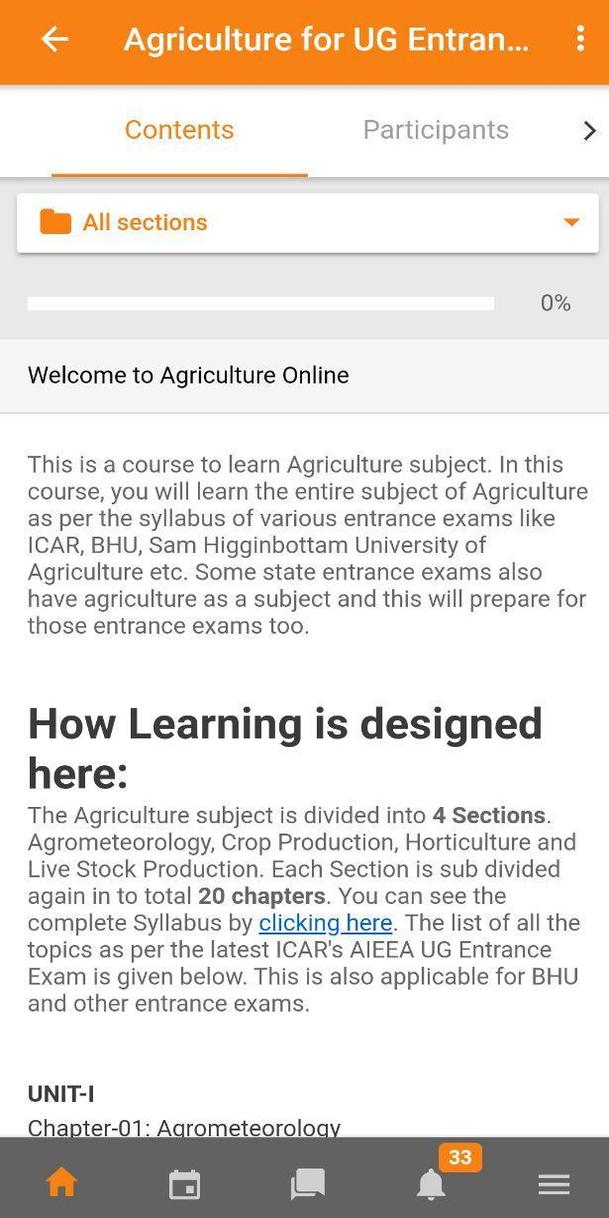 Agriculture for UG Entran...
Contents
Participants
All sections
0%
Welcome to Agriculture Online
This is a course to learn Agriculture subject. In this
course, you will learn the entire subject of Agriculture
as per the syllabus of various entrance exams like
ICAR, BHU, Sam Higginbottam University of
Agriculture etc. Some state entrance exams also
have agriculture as a subject and this will prepare for
those entrance exams too.
How Learning is designed
here:
The Agriculture subject is divided into 4 Sections.
Agrometeorology, Crop Production, Horticulture and
Live Stock Production. Each Section is sub divided
again in to total 20 chapters. You can see the
complete Syllabus by clicking here. The list of all the
topics as per the latest ICAR's AIEEA UG Entrance
Exam is given below. This is also applicable for BHU
and other entrance exams.
UNIT-I
Chapter-01: Agrometeorology
33